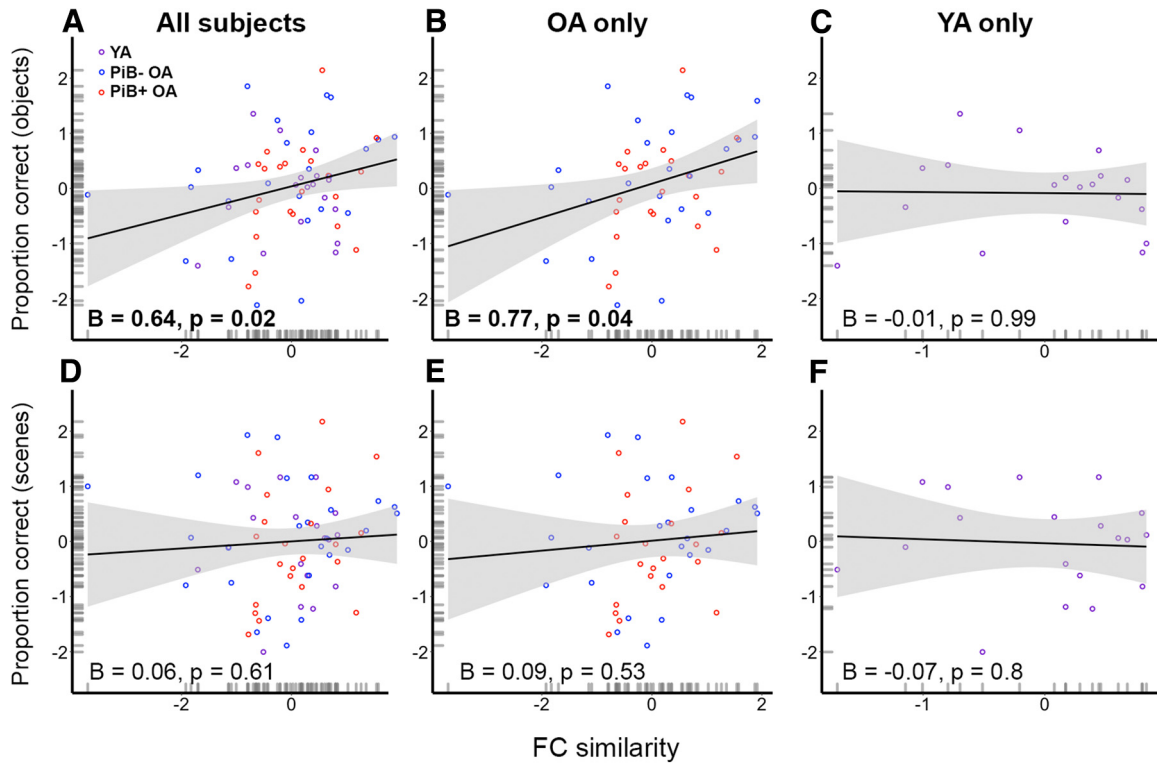 A All subjects
B OA only
C YA only
Proportion correct (objects)
YA
PiB- OA
PiB+ OA
2
1
0
-1
-2
B = 0.64, p = 0.02
-2
0
2
1
0
-1
-2
B = 0.77, p = 0.04
-2
0
2
2
1
0
-1
-2
B = -0.01, p = 0.99
-1
0
D
E
F
Proportion correct (scenes)
2
1
0
-1
-2
B = 0.06, p = 0.61
-2
0
2
1
0
-1
-2
B = 0.09, p = 0.53
-2
0
2
2
1
0
-1
-2
B = -0.07, p = 0.8
-1
0
FC similarity